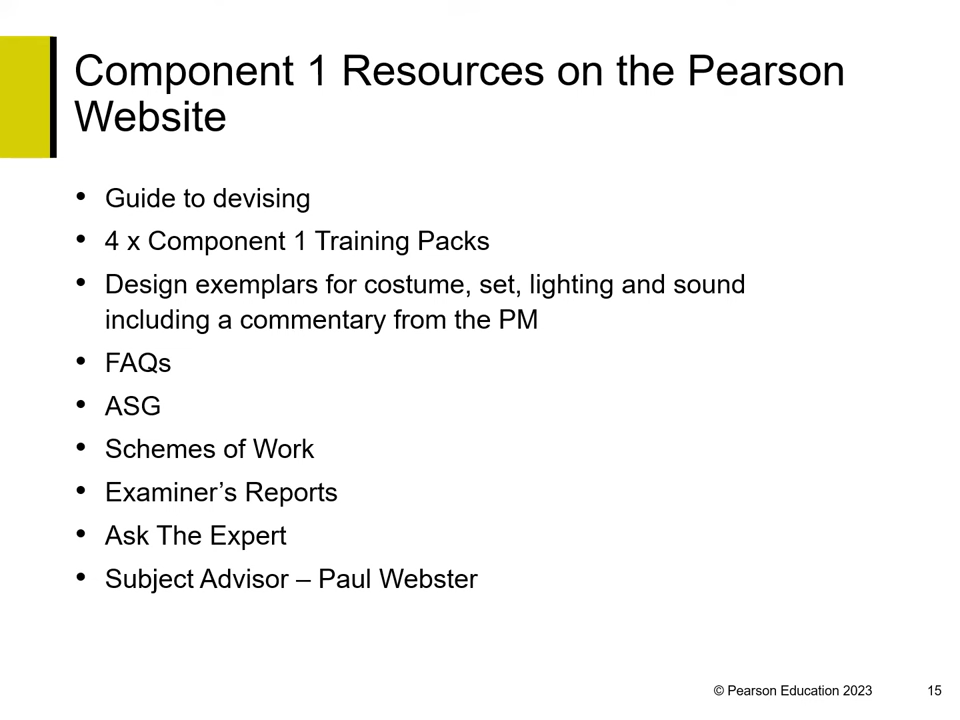 Component 1 Resources on the Pearson
Website
• Guide to devising
• 4 x Component 1 Training Packs
• Design exemplars for costume, set, lighting and sound
including a commentary from the PM
• FAQs
• ASG
• Schemes of Work
• Examiner’s Reports
• Ask The Expert
• Subject Advisor – Paul Webster
© Pearson Education 2023 15